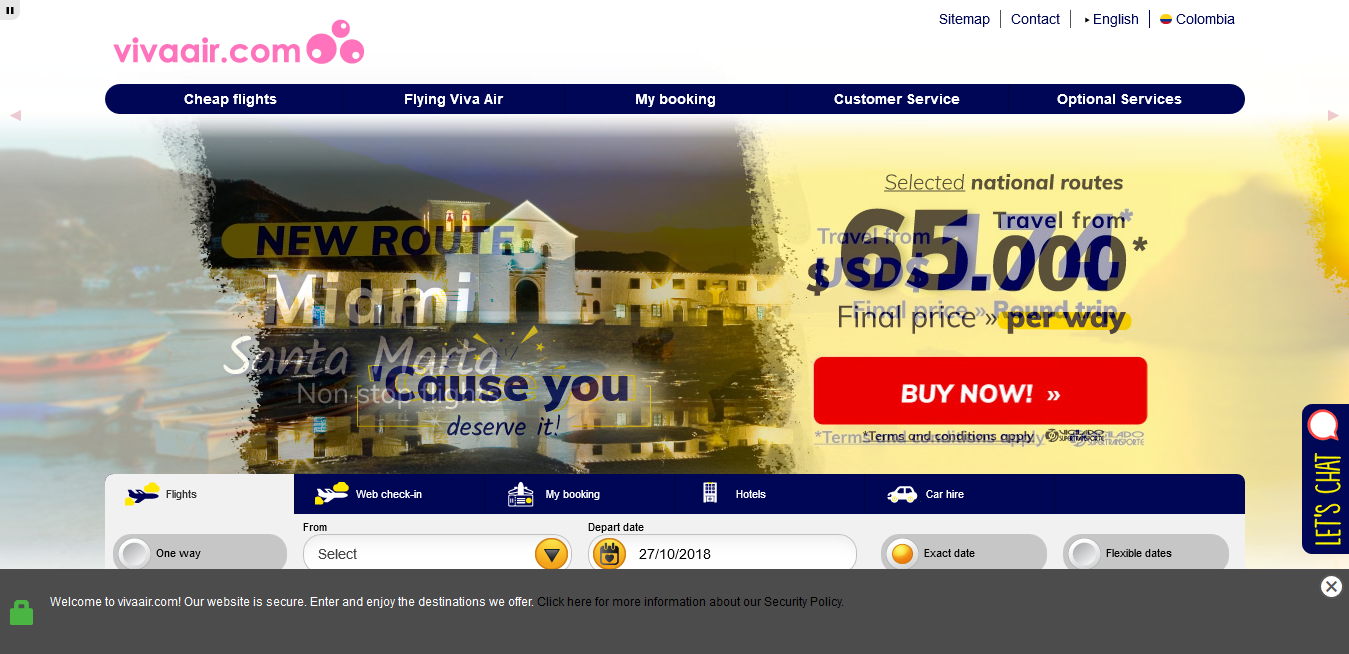 Sitemap
Contact
English
Colombia
vivaair.com
Cheap flights
Flying Viva Air
My booking
Customer Service
Optional Services
NEW ROUTE
Miami
Santa Marta
Non stop flights
'Cause you
deserve it!
Selected national routes
Travel from*
Travel from
$USD$
.000*
Final price » Round trip
Final price » per way
BUY NOW! »
*Terms and conditions apply
VIGILADO
SUPERTRANSPORTE
LET'S CHAT
Flights
Web check-in
My booking
Hotels
Car hire
From
Depart date
One way
Select
27/10/2018
Exact date
Flexible dates
Welcome to vivaair.com! Our website is secure. Enter and enjoy the destinations we offer. Click here for more information about our Security Policy.